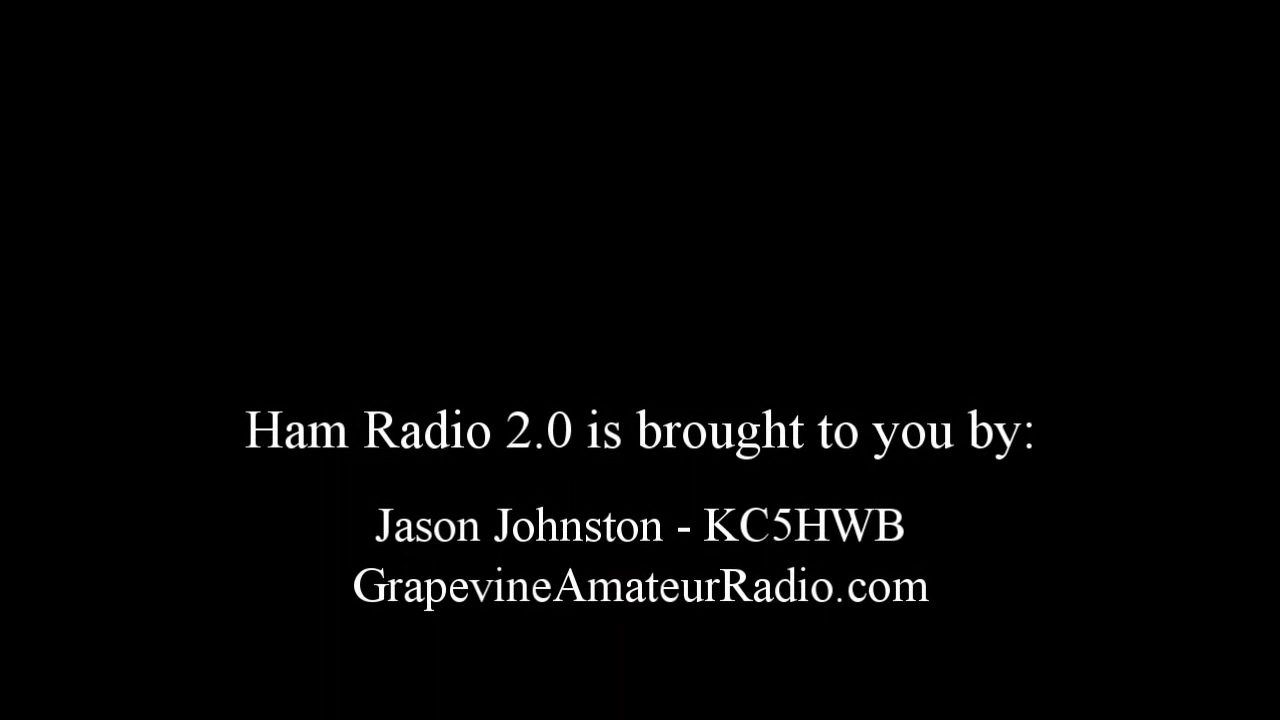 Ham Radio 2.0 is brought to you by:
Jason Johnston - KC5HWB
GrapevineAmateurRadio.com